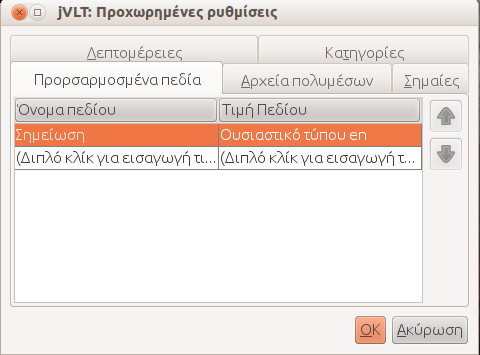 jVLT: Προχωρημένες ρυθμίσεις
Λεπτομέρειες Κατηγορίες
Προρσαρμοσμένα πεδία Αρχεία πολυμέσων Σημαίες
Όνομα πεδίου Τιμή Πεδίου
Σημείωση Ουσιαστικό τύπου en
(Διπλό κλίκ για εισαγωγή τι... (Διπλό κλίκ για εισαγωγή τ...
OK Ακύρωση